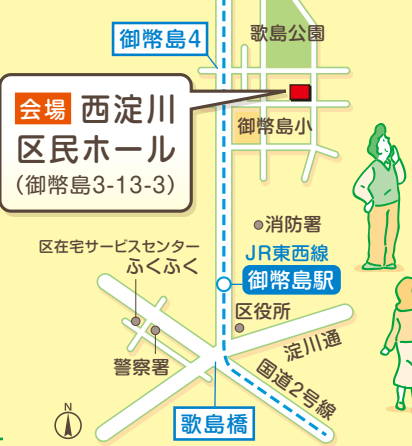 御幣島4
歌島公園
会場 西淀川
区民ホール
(御幣島3-13-3)
御幣島小
消防署
区在宅サービスセンター
ふくふく
JR東西線
御幣島駅
区役所
警察署
淀川通
国道2号線
歌島橋
N